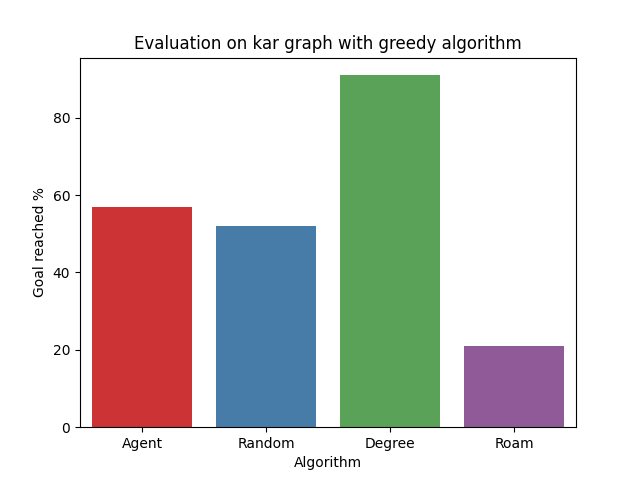 Evaluation on kar graph with greedy algorithm
Goal reached %
80
60
40
20
0
Agent Random Degree Roam
Algorithm